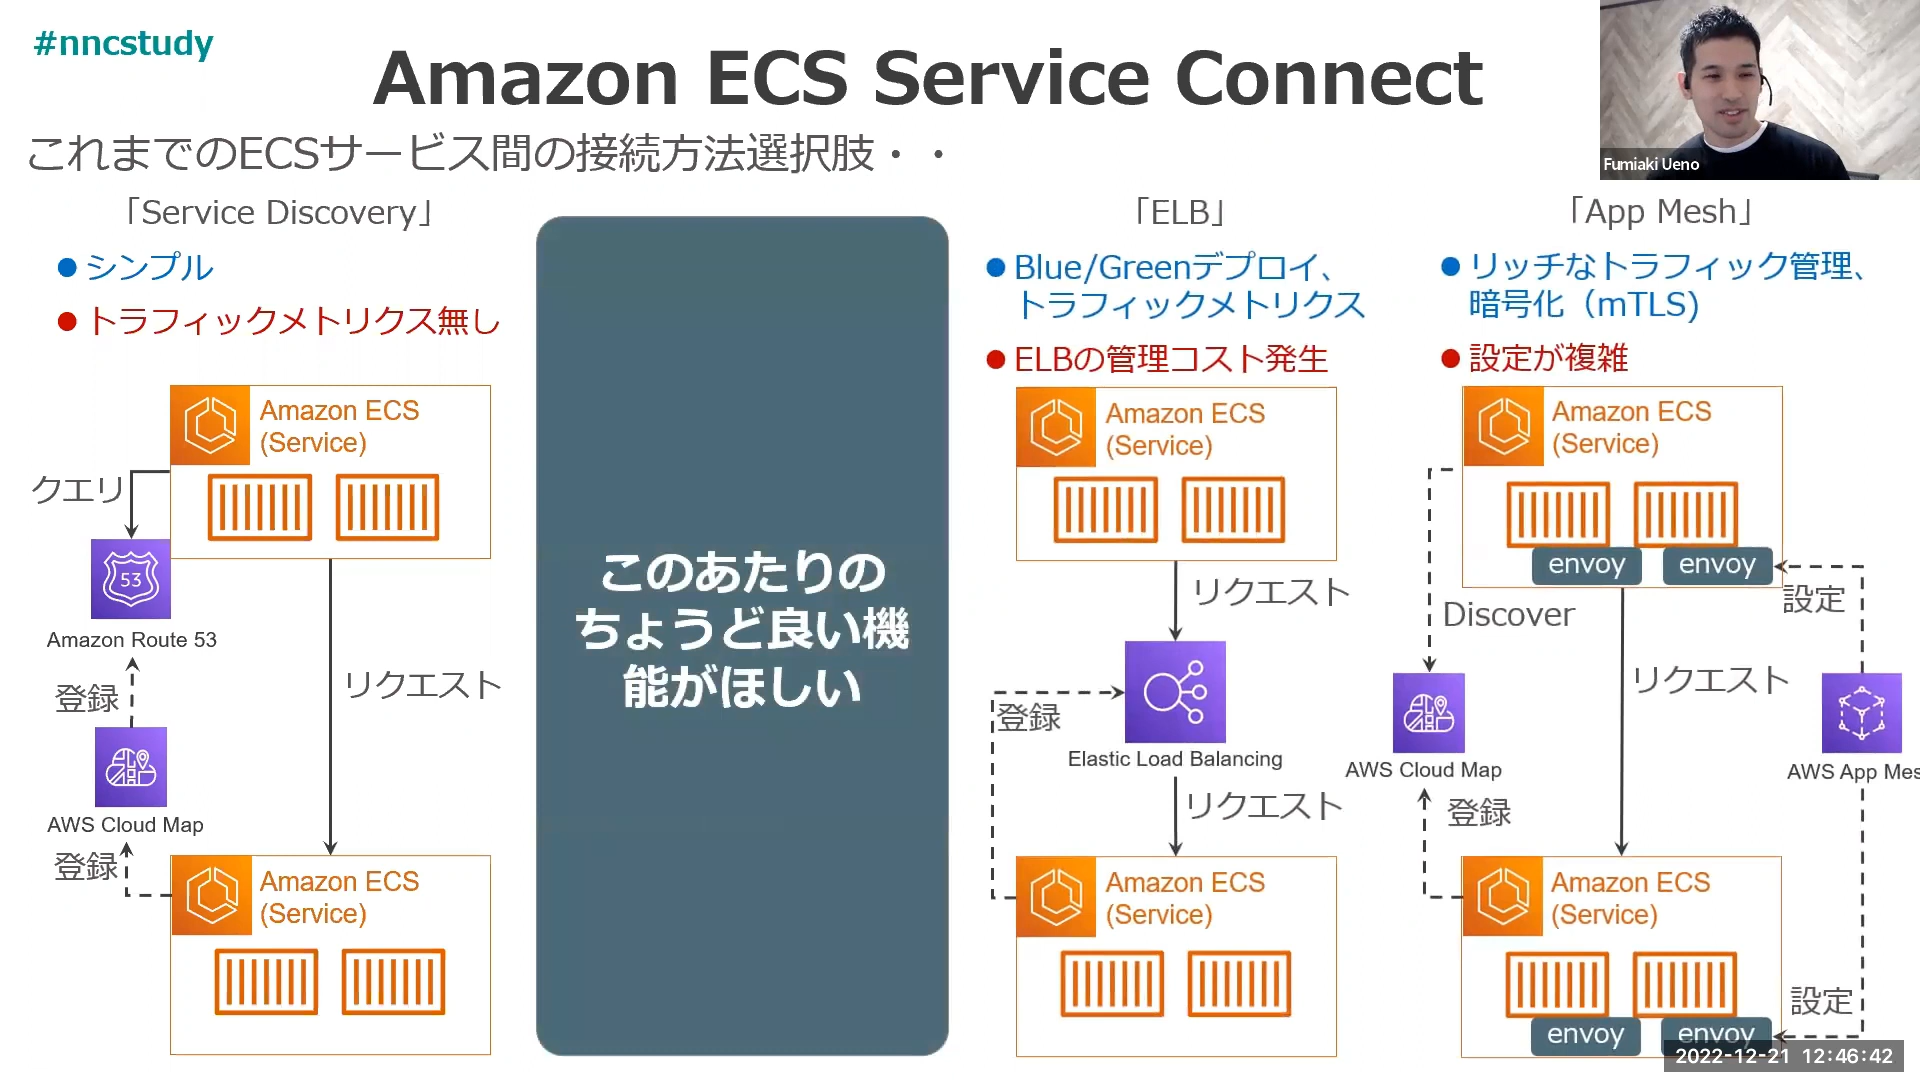 #nncstudy
Amazon ECS Service Connect
これまでのECSサービス間の接続方法選択肢・・
Fumiaki Ueno
「Service Discovery」
シンプル
トラフィックメトリクス無し
Amazon ECS
(Service)
クエリ
53
Amazon Route 53
登録
リクエスト
AWS Cloud Map
登録
Amazon ECS
(Service)
このあたりの
ちょうど良い機
能がほしい
「ELB」
Blue/Greenデプロイ、
トラフィックメトリクス
ELBの管理コスト発生
Amazon ECS
(Service)
リクエスト
登録
Elastic Load Balancing
リクエスト
Amazon ECS
(Service)
「App Mesh」
リッチなトラフィック管理、
暗号化（mTLS)
設定が複雑
Amazon ECS
(Service)
envoy
envoy
設定
Discover
リクエスト
AWS Cloud Map
AWS App Mes
登録
Amazon ECS
(Service)
設定
envoy
envoy
2022-12-21 12:46:42